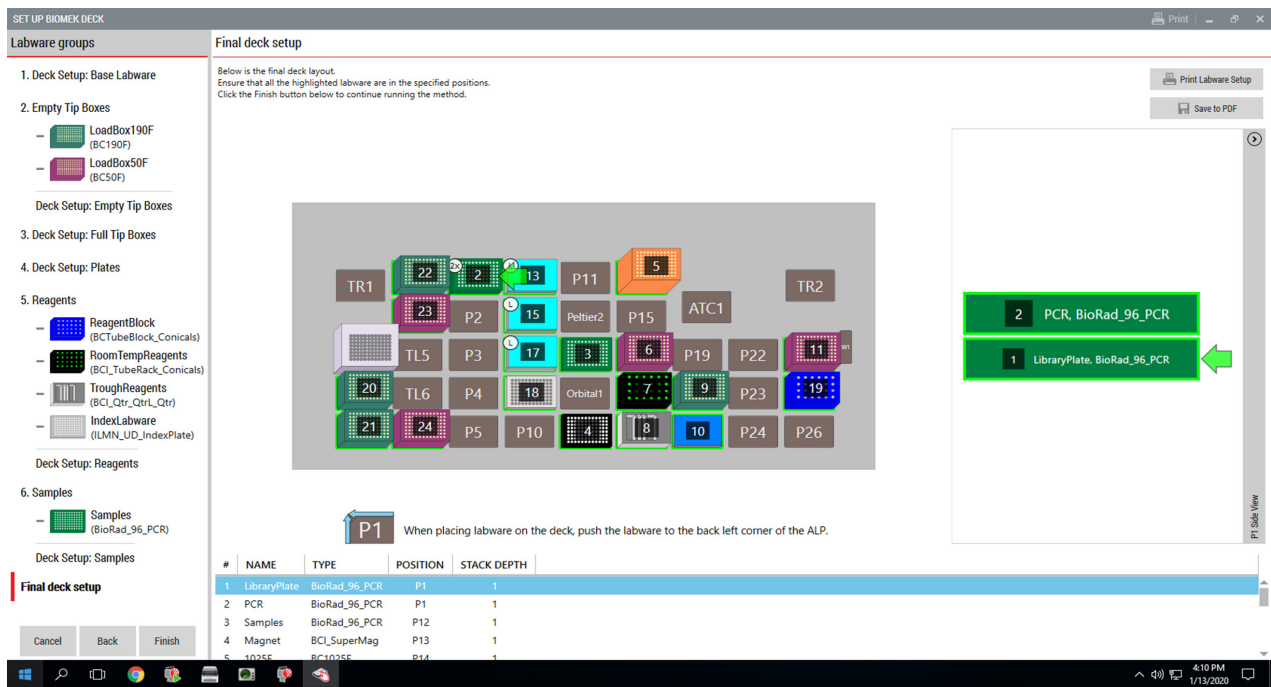 SET UP BIOMEK DECK
Print
Labware groups
Final deck setup
1. Deck Setup: Base Labware
2. Empty Tip Boxes
LoadBox190F
(BC190F)
LoadBox50F
(BC50F)
Deck Setup: Empty Tip Boxes
3. Deck Setup: Full Tip Boxes
4. Deck Setup: Plates
5. Reagents
ReagentBlock
(BCTubeBlock_Conicals)
RoomTempReagents
(BCI_TubeRack_Conicals)
TroughReagents
(BCI_Qtr_QtrL_Qtr)
IndexLabware
(ILMN_UD_IndexPlate)
Deck Setup: Reagents
6. Samples
Samples
(BioRad_96_PCR)
Deck Setup: Samples
Final deck setup
Cancel Back Finish
Below is the final deck layout.
Ensure that all the highlighted labware are in the specified positions.
Click the Finish button below to continue running the method.
Print Labware Setup
Save to PDF
TR1 22 2x 2 13 P11 5 TR2
23 P2 L 15 Peltier2 P15 ATC1
TL5 P3 L 17 3 6 P19 P22 11 W1
20 TL6 P4 18 Orbital1 7 9 P23 19
21 24 P5 P10 4 8 10 P24 P26
2 PCR, BioRad_96_PCR
1 LibraryPlate, BioRad_96_PCR
P1 Side View
P1 When placing labware on the deck, push the labware to the back left corner of the ALP.
# NAME TYPE POSITION STACK DEPTH
1 LibraryPlate BioRad_96_PCR P1 1
2 PCR BioRad_96_PCR P1 1
3 Samples BioRad_96_PCR P12 1
4 Magnet BCI_SuperMag P13 1
5 1025F BC1025F P14 1
4:10 PM
1/13/2020